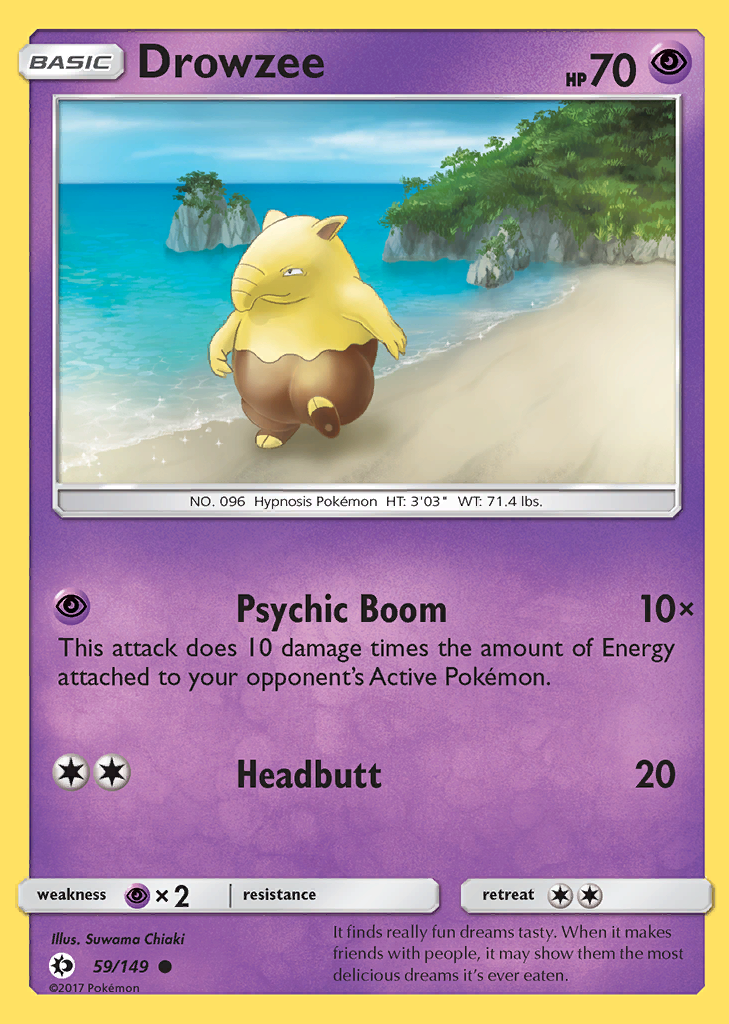 BASIC Drowzee HP 70
NO. 096 Hypnosis Pokémon HT: 3'03" WT: 71.4 lbs.
Psychic Boom 10×
This attack does 10 damage times the amount of Energy
attached to your opponent's Active Pokémon.
Headbutt 20
weakness × 2 resistance retreat
Illus. Suwama Chiaki
59/149
©2017 Pokémon
It finds really fun dreams tasty. When it makes
friends with people, it may show them the most
delicious dreams it's ever eaten.